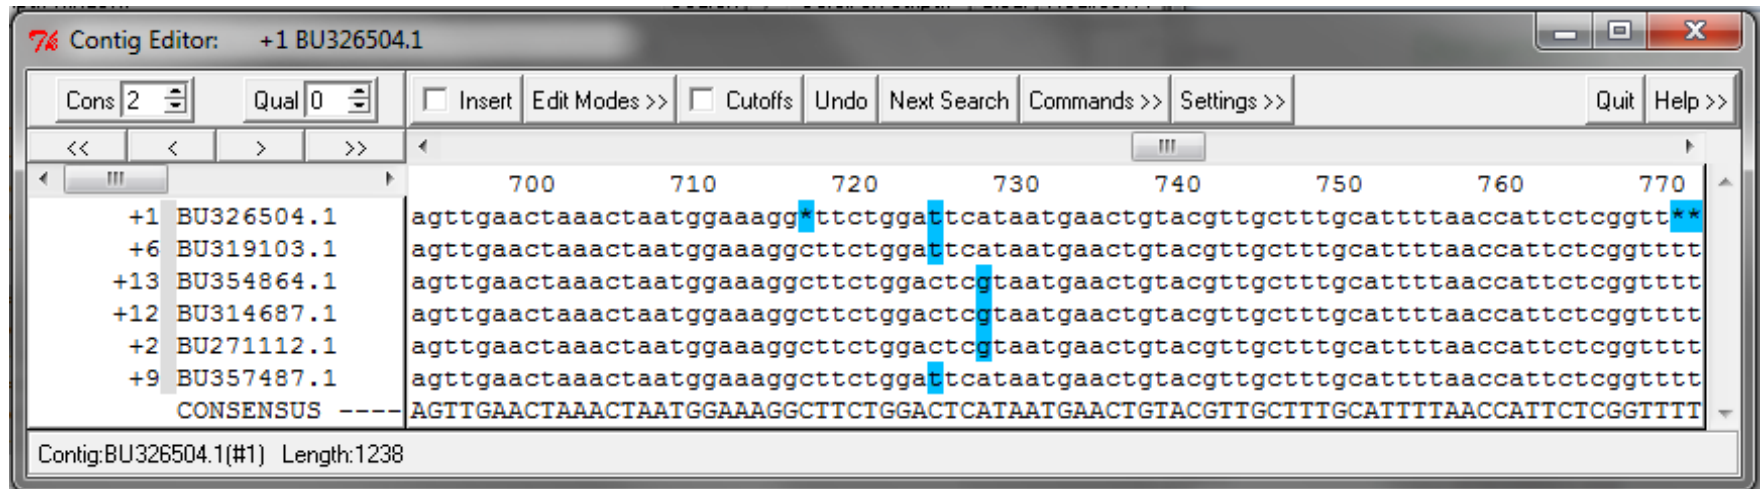 7k Contig Editor: +1 BU326504.1
Cons 2 Qual 0 Insert Edit Modes >> Cutoffs Undo Next Search Commands >> Settings >> Quit Help >>
<< < > >>
700 710 720 730 740 750 760 770
+1 BU326504.1 agttgaactaaactaatggaaagg*ttctggattcataatgaactgtacgttgctttgcattttaaccattctcggtt**
+6 BU319103.1 agttgaactaaactaatggaaaggcttctggattcataatgaactgtacgttgctttgcattttaaccattctcggtttt
+13 BU354864.1 agttgaactaaactaatggaaaggcttctggactcgtaatgaactgtacgttgctttgcattttaaccattctcggtttt
+12 BU314687.1 agttgaactaaactaatggaaaggcttctggactcgtaatgaactgtacgttgctttgcattttaaccattctcggtttt
+2 BU271112.1 agttgaactaaactaatggaaaggcttctggactcgtaatgaactgtacgttgctttgcattttaaccattctcggtttt
+9 BU357487.1 agttgaactaaactaatggaaaggcttctggattcataatgaactgtacgttgctttgcattttaaccattctcggtttt
CONSENSUS ---- AGTTGAACTAAACTAATGGAAAGGCTTCTGGACTCATAATGAACTGTACGTTGCTTTGCATTTTAACCATTCTCGGTTTT
Contig:BU326504.1(#1) Length:1238